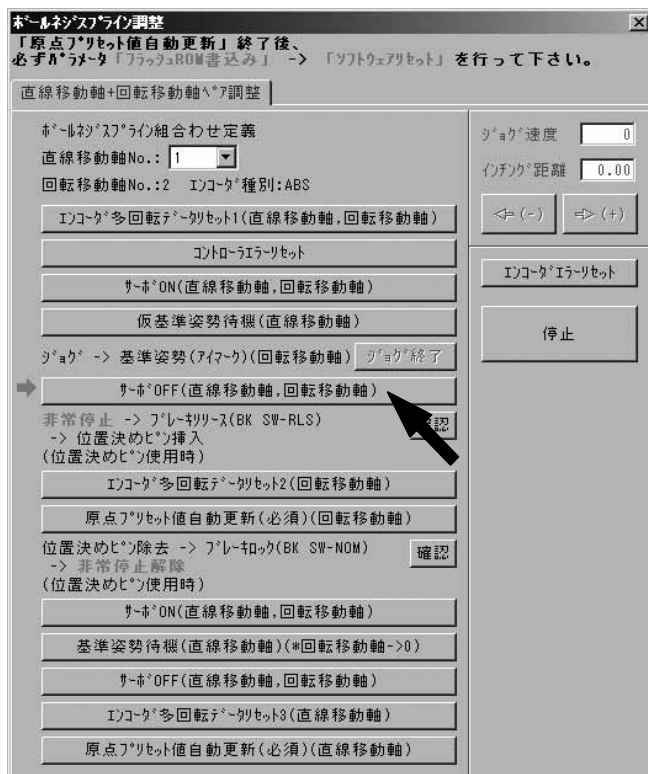 ボールネジスプライン調整
「原点プリセット値自動更新」終了後、
必ずパラメータ「フラッシュROM書込み」 -> 「ソフトウェアリセット」を行って下さい。
直線移動軸+回転移動軸ペア調整
ボールネジスプライン組合わせ定義
直線移動軸No.: 1
回転移動軸No.:2 エンコーダ種別:ABS
エンコーダ多回転データリセット1(直線移動軸,回転移動軸)
コントローラエラーリセット
サーボON(直線移動軸,回転移動軸)
仮基準姿勢待機(直線移動軸)
ジョグ -> 基準姿勢(アイマーク)(回転移動軸) ジョグ終了
サーボOFF(直線移動軸,回転移動軸)
非常停止 -> ブレーキリリース(BK SW-RLS) 確認
-> 位置決めピン挿入
(位置決めピン使用時)
エンコーダ多回転データリセット2(回転移動軸)
原点プリセット値自動更新(必須)(回転移動軸)
位置決めピン除去 -> ブレーキロック(BK SW-NOM) 確認
-> 非常停止解除
(位置決めピン使用時)
サーボON(直線移動軸,回転移動軸)
基準姿勢待機(直線移動軸)(*回転移動軸->0)
サーボOFF(直線移動軸,回転移動軸)
エンコーダ多回転データリセット3(直線移動軸)
原点プリセット値自動更新(必須)(直線移動軸)
ジョグ速度 0
インチング距離 0.00
(-) (+)
エンコーダエラーリセット
停止